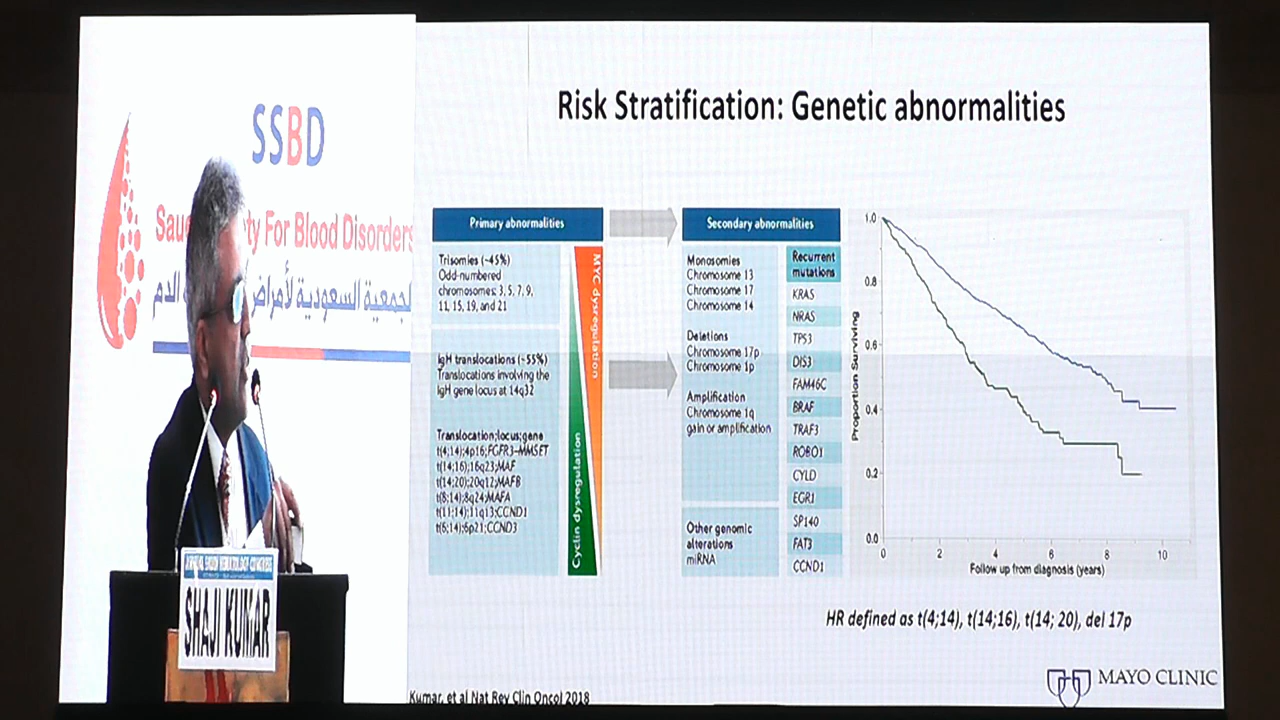 SSBD
Sau ty For Blood Disorders
الجمعية السعودية لأمراض الدم
SHAJI KUMAR
Risk Stratification: Genetic abnormalities
Primary abnormalities
Trisomies (~45%)
Odd-numbered
chromosomes; 3, 5, 7, 9,
11, 15, 19, and 21
IgH translocations (~55%)
Translocations involving the
IgH gene locus at 14q32
Translocation;locus;gene
t(4;14);4p16;FGFR3–MMSET
t(14;16);16q23;MAF
t(14;20);20q12;MAFB
t(8;14);8q24;MAFA
t(11;14);11q13;CCND1
t(6;14);6p21;CCND3
Cyclin dysregulation
MYC dysregulation
Secondary abnormalities
Monosomies
Chromosome 13
Chromosome 17
Chromosome 14
Deletions
Chromosome 17p
Chromosome 1p
Amplification
Chromosome 1q
gain or amplification
Other genomic
alterations
miRNA
Recurrent
mutations
KRAS
NRAS
TP53
DIS3
FAM46C
BRAF
TRAF3
ROBO1
CYLD
EGR1
SP140
FAT3
CCND1
Proportion Surviving
1.0
0.8
0.6
0.4
0.2
0.0
0 2 4 6 8 10
Follow up from diagnosis (years)
HR defined as t(4;14), t(14;16), t(14; 20), del 17p
Kumar, et al Nat Rev Clin Oncol 2018
MAYO CLINIC